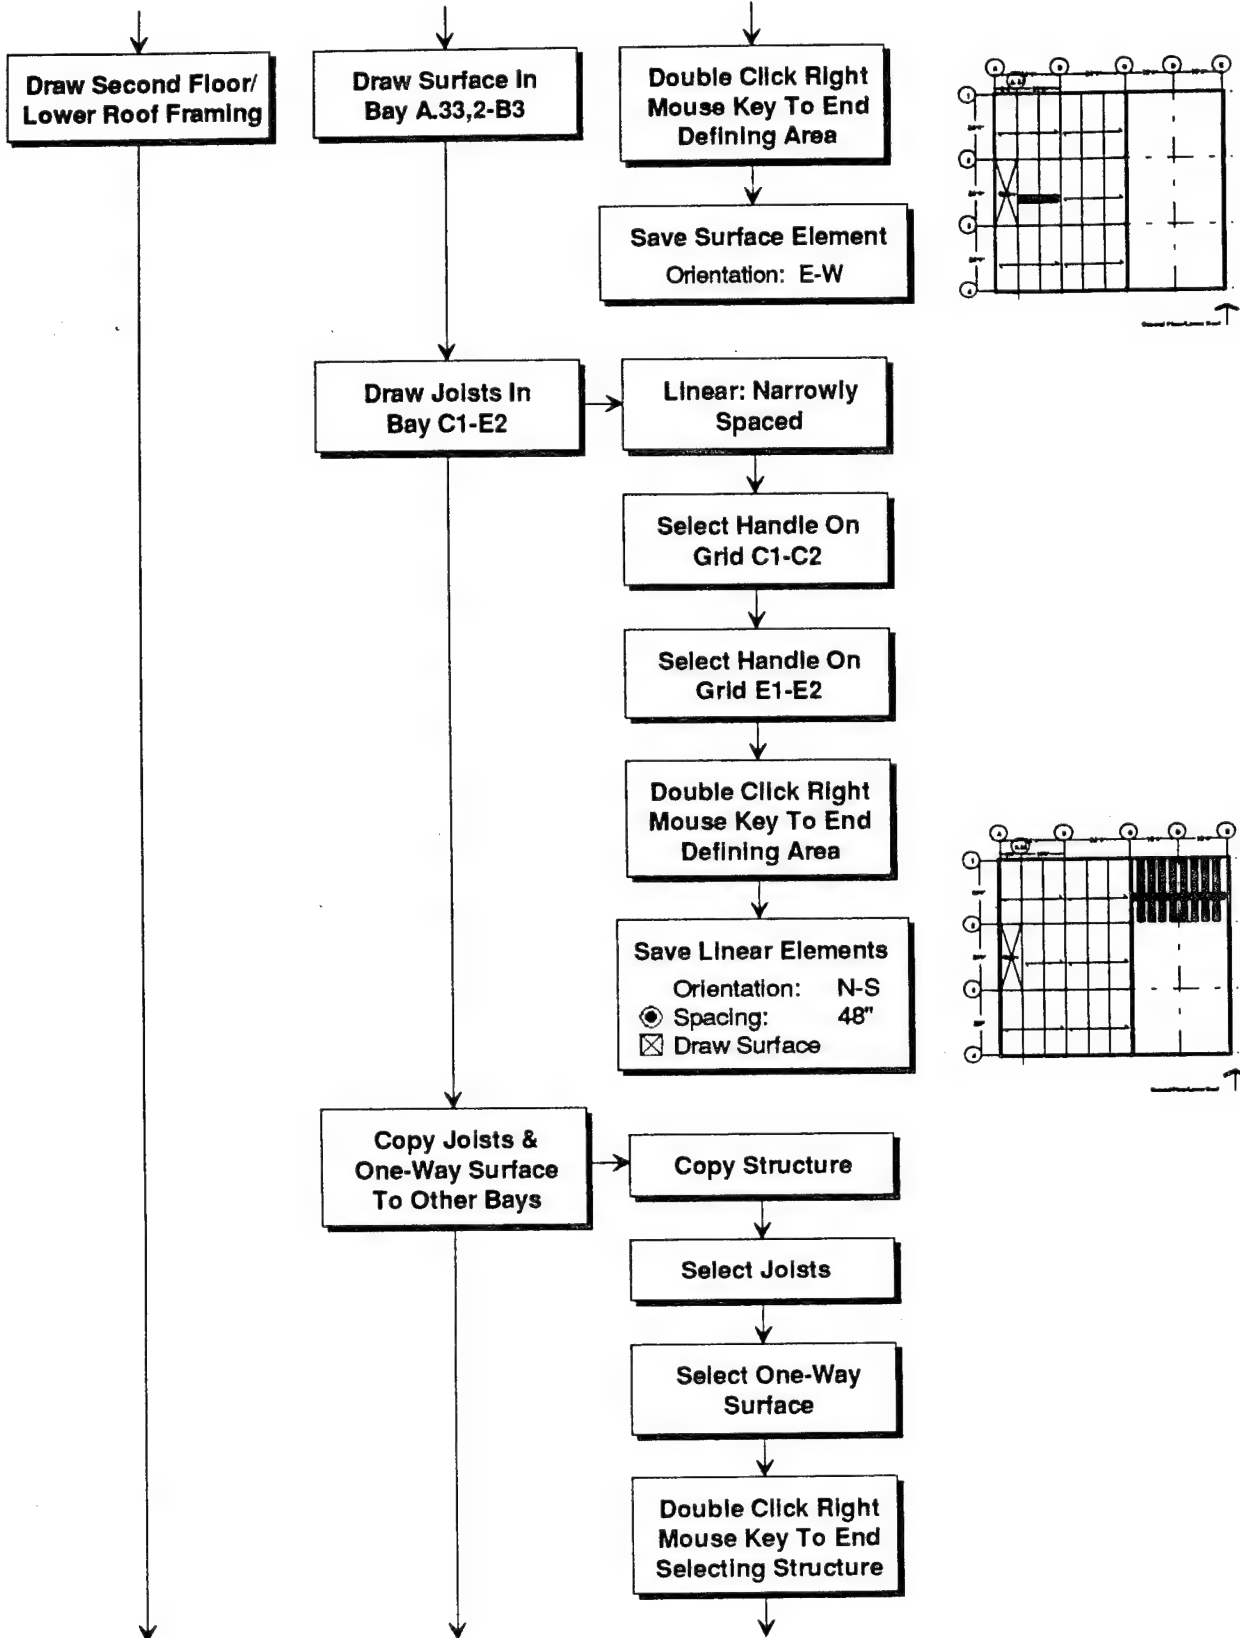 Draw Second Floor/
Lower Roof Framing
Draw Surface In
Bay A.33,2-B3
Double Click Right
Mouse Key To End
Defining Area
Save Surface Element
Orientation: E-W
Draw Joists In
Bay C1-E2
Linear: Narrowly
Spaced
Select Handle On
Grid C1-C2
Select Handle On
Grid E1-E2
Double Click Right
Mouse Key To End
Defining Area
Save Linear Elements
Orientation: N-S
Spacing: 48"
Draw Surface
Copy Joists &
One-Way Surface
To Other Bays
Copy Structure
Select Joists
Select One-Way
Surface
Double Click Right
Mouse Key To End
Selecting Structure